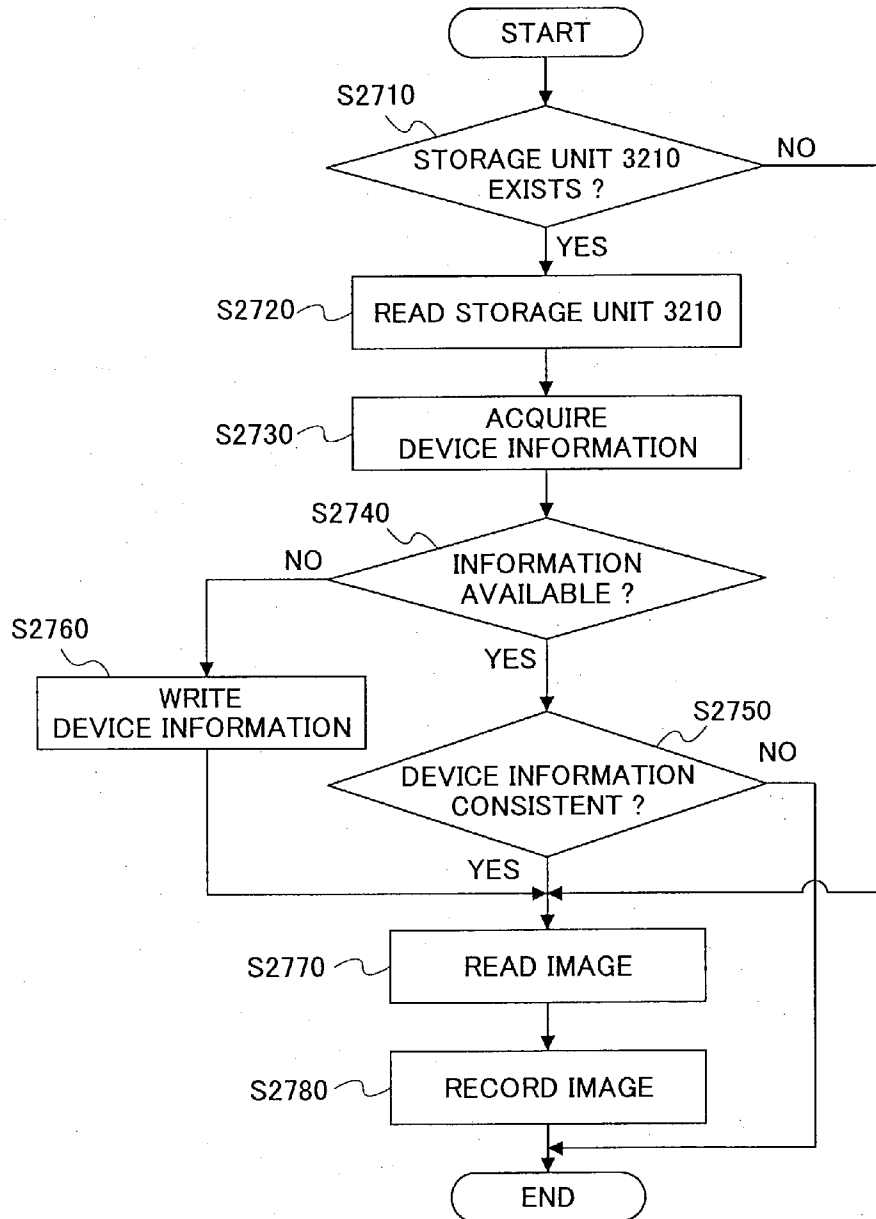 START
S2710
STORAGE UNIT 3210
EXISTS ?
NO
YES
S2720
READ STORAGE UNIT 3210
S2730
ACQUIRE
DEVICE INFORMATION
S2740
NO
INFORMATION
AVAILABLE ?
YES
S2760
WRITE
DEVICE INFORMATION
S2750
NO
DEVICE INFORMATION
CONSISTENT ?
YES
S2770
READ IMAGE
S2780
RECORD IMAGE
END